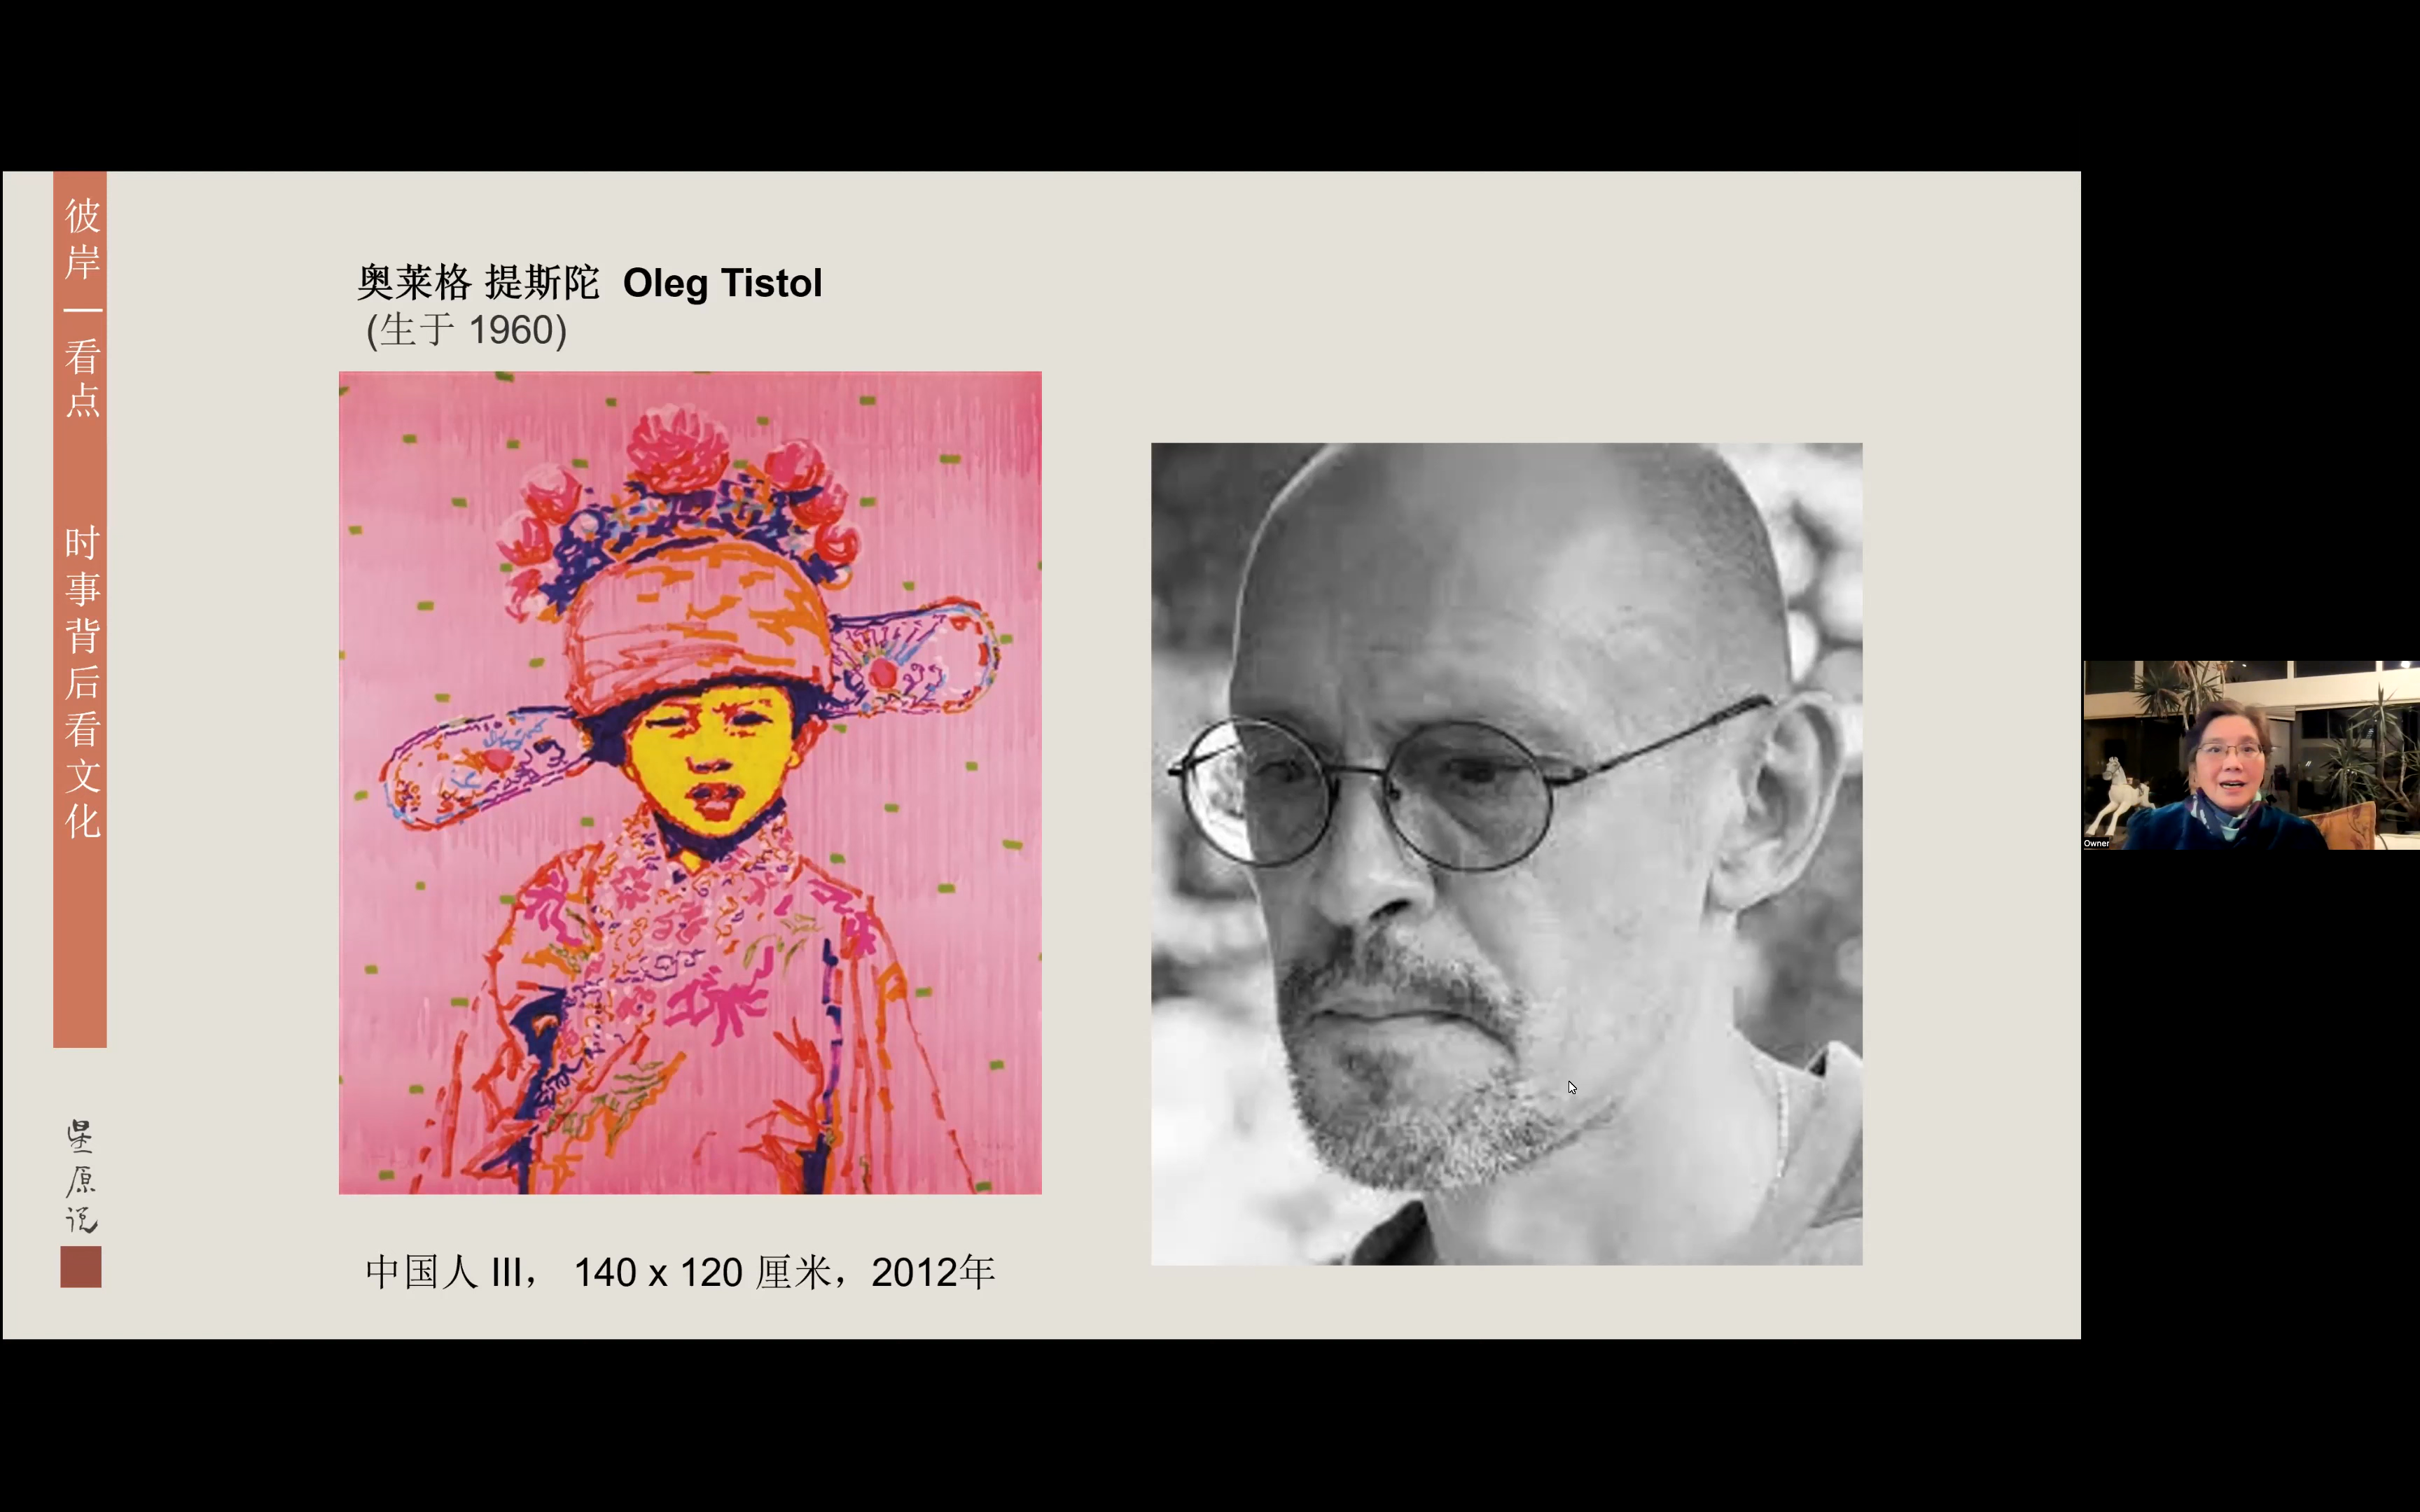 彼岸—看点
时事背后看文化
星原说
奥莱格 提斯陀 Oleg Tistol
(生于 1960)
中国人 III， 140 x 120 厘米，2012年
Owner